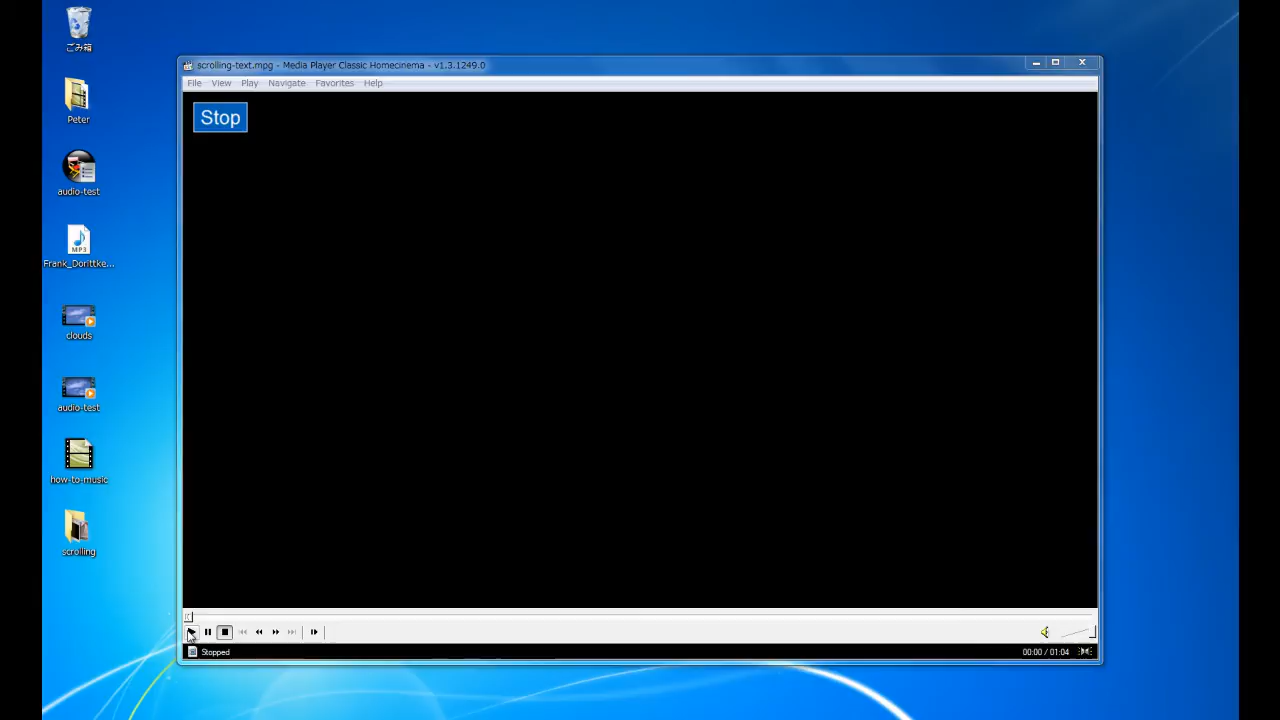 ごみ箱
Peter
audio-test
MP3
Frank_Dorittke...
clouds
audio-test
how-to-music
scrolling
scrolling-text.mpg - Media Player Classic Homecinema - v1.3.1249.0
File View Play Navigate Favorites Help
Stop
Stopped
00:00 / 01:04